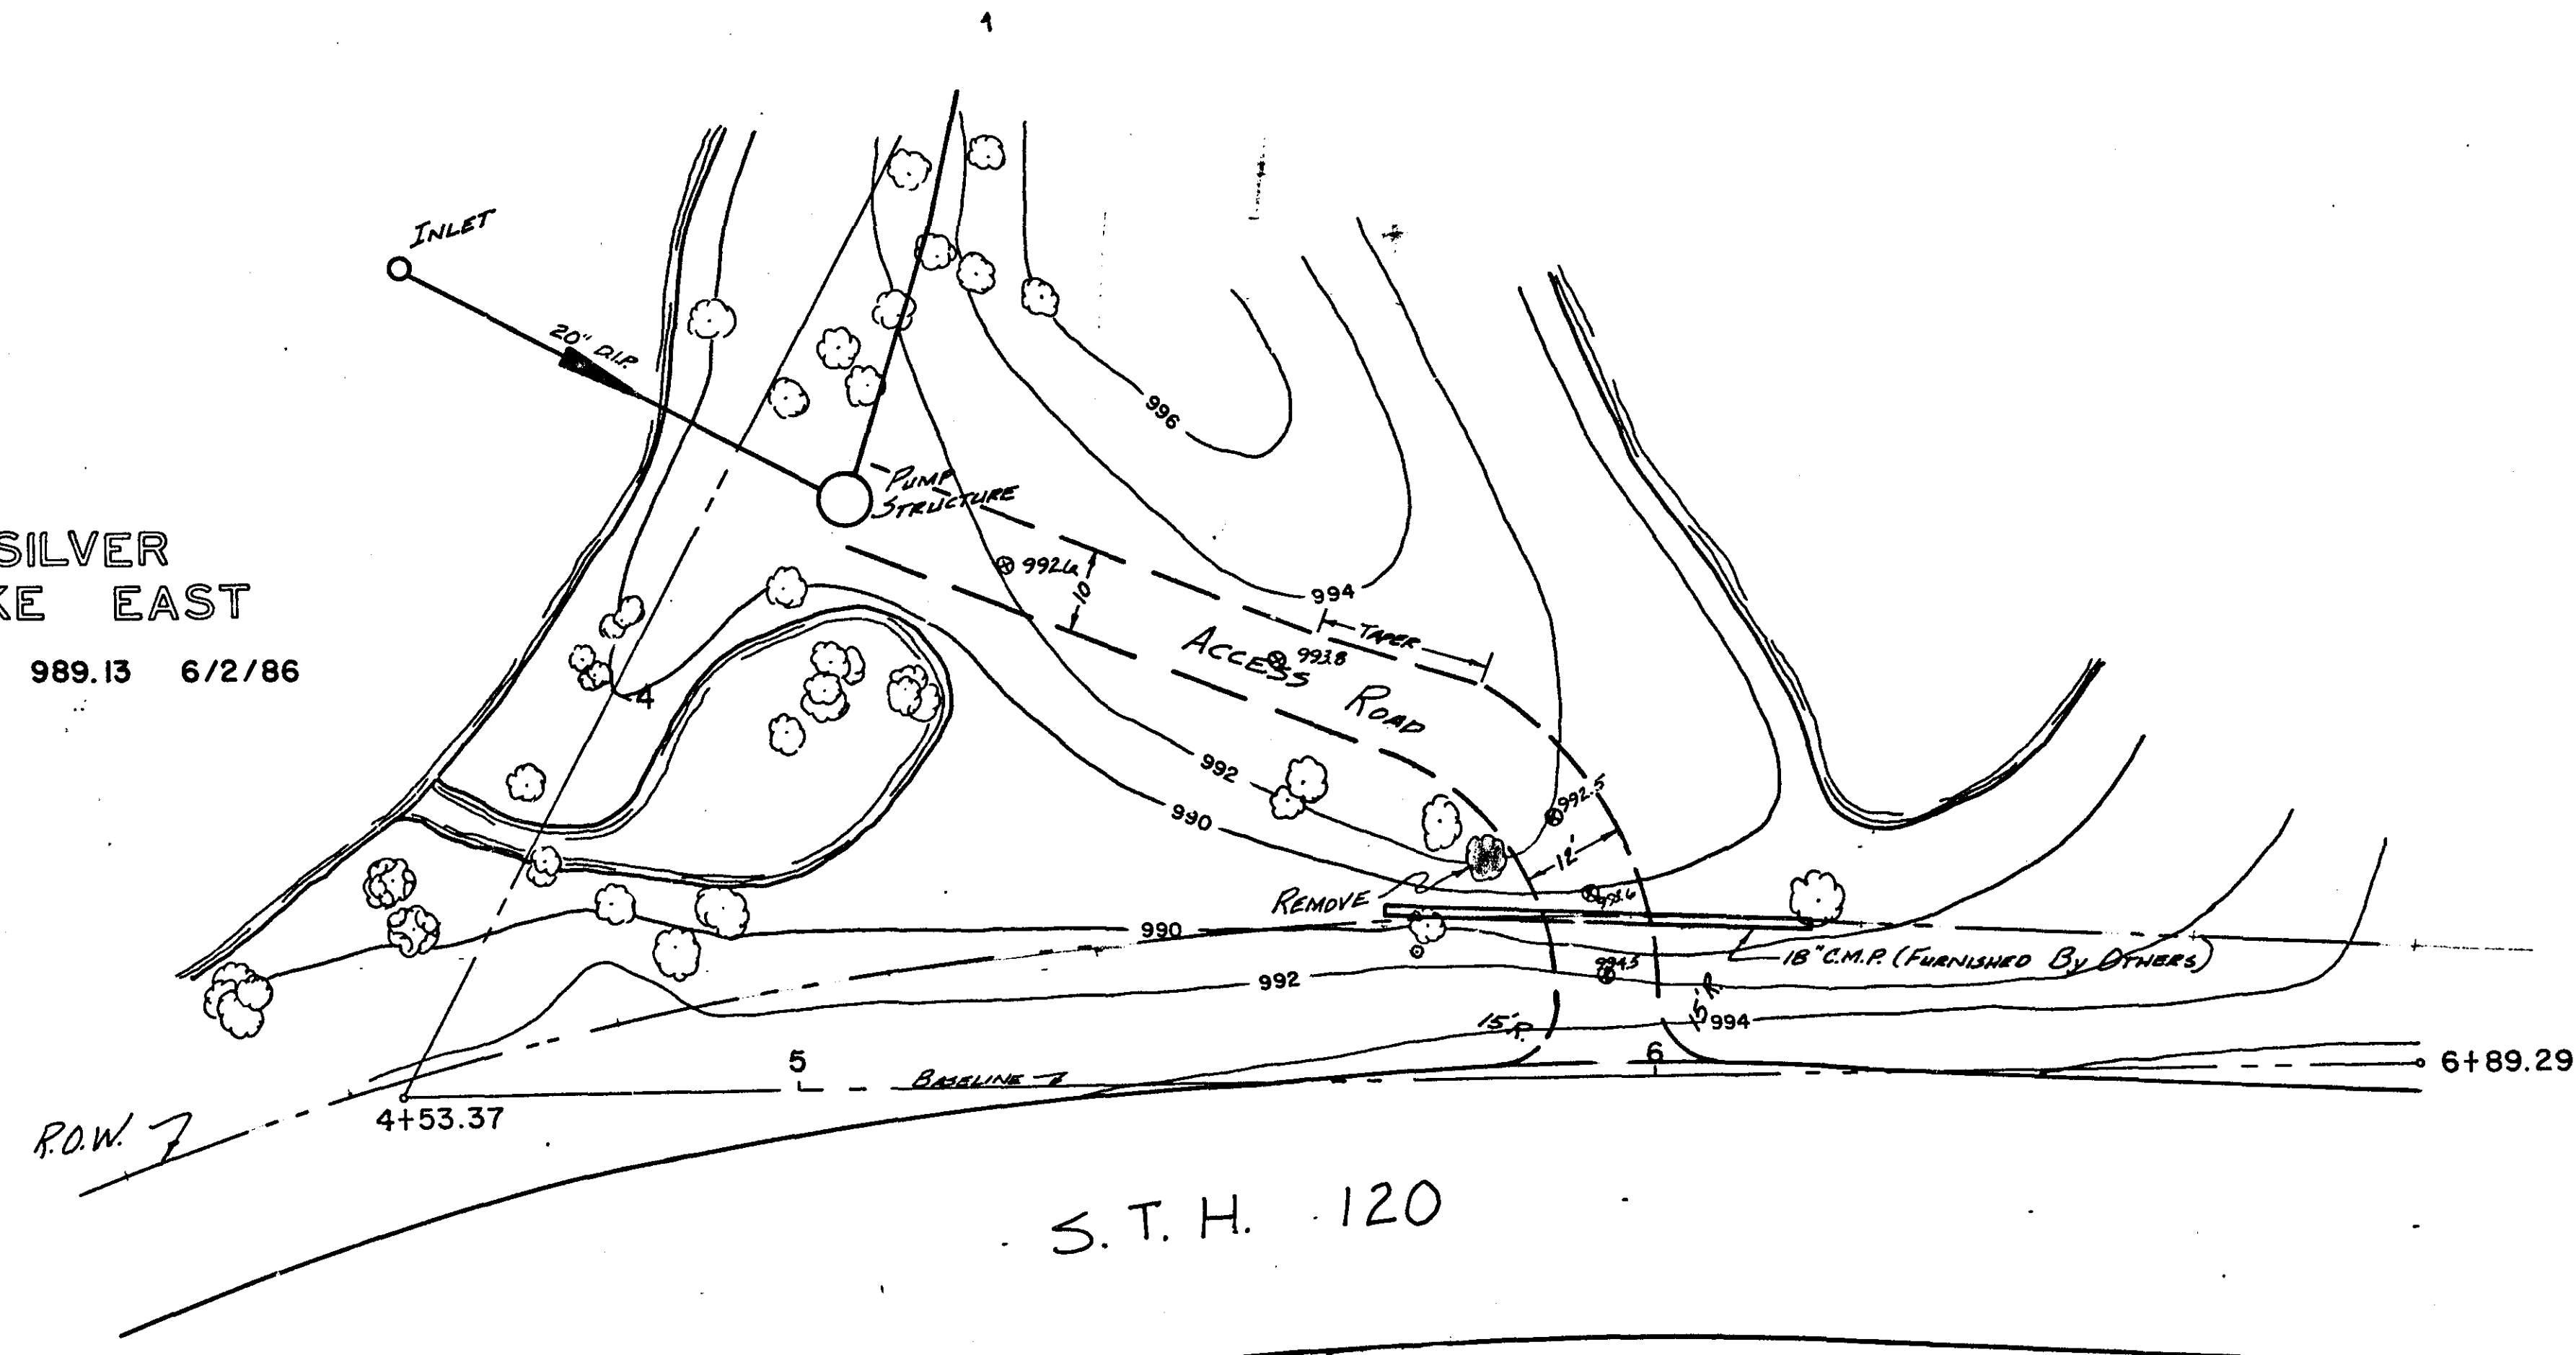 INLET
20" D.I.P.
996
PUMP
STRUCTURE
SILVER
KE EAST
989.13 6/2/86
992.6
10
994
TAPER
ACCESS
ROAD
993.8
4
992
992.5
990
12'
REMOVE
990
18" C.M.P. (FURNISHED BY OTHERS)
994.5
992
15' R.
15' R.
994
5
6
BASELINE
6+89.29
4+53.37
R.O.W.
S.T.H. 120